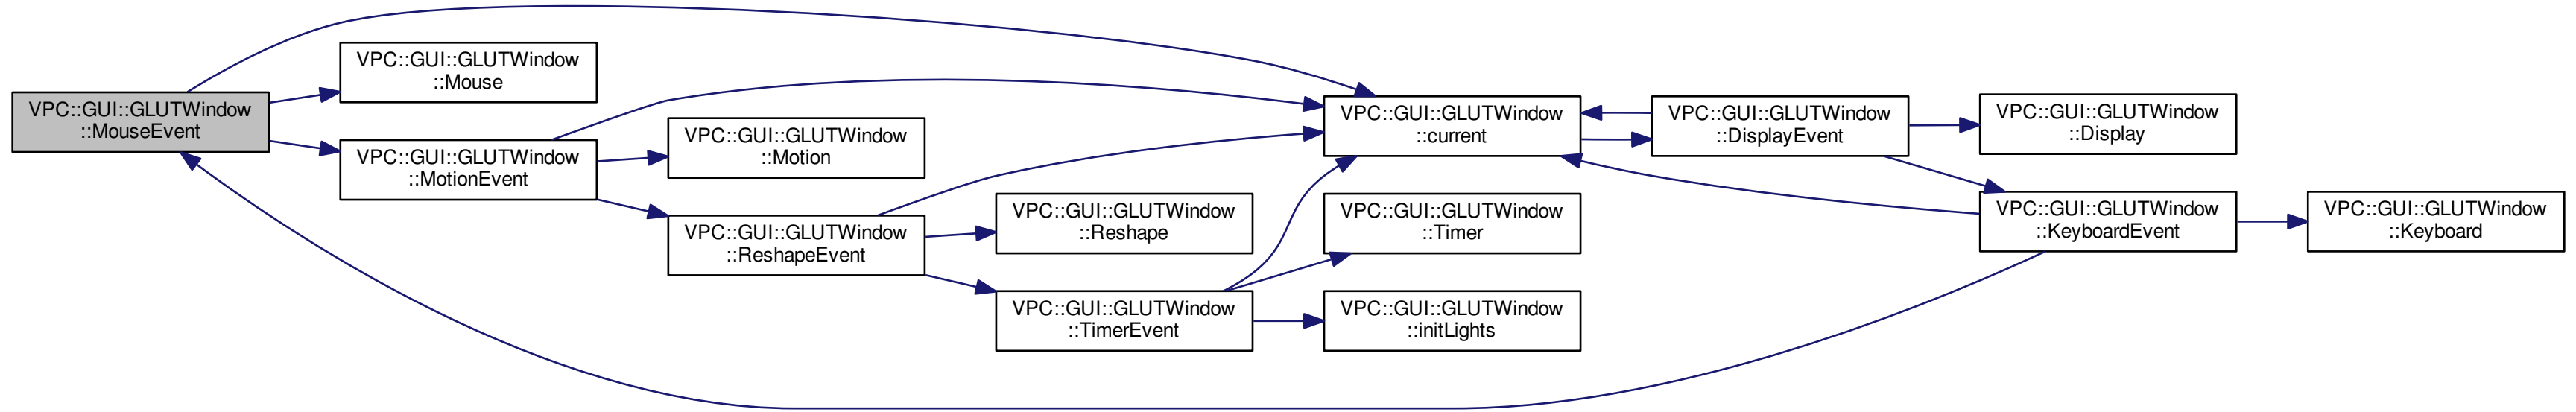 VPC::GUI::GLUTWindow
::MouseEvent
VPC::GUI::GLUTWindow
::Mouse
VPC::GUI::GLUTWindow
::MotionEvent
VPC::GUI::GLUTWindow
::Motion
VPC::GUI::GLUTWindow
::ReshapeEvent
VPC::GUI::GLUTWindow
::Reshape
VPC::GUI::GLUTWindow
::TimerEvent
VPC::GUI::GLUTWindow
::current
VPC::GUI::GLUTWindow
::Timer
VPC::GUI::GLUTWindow
::initLights
VPC::GUI::GLUTWindow
::DisplayEvent
VPC::GUI::GLUTWindow
::Display
VPC::GUI::GLUTWindow
::KeyboardEvent
VPC::GUI::GLUTWindow
::Keyboard